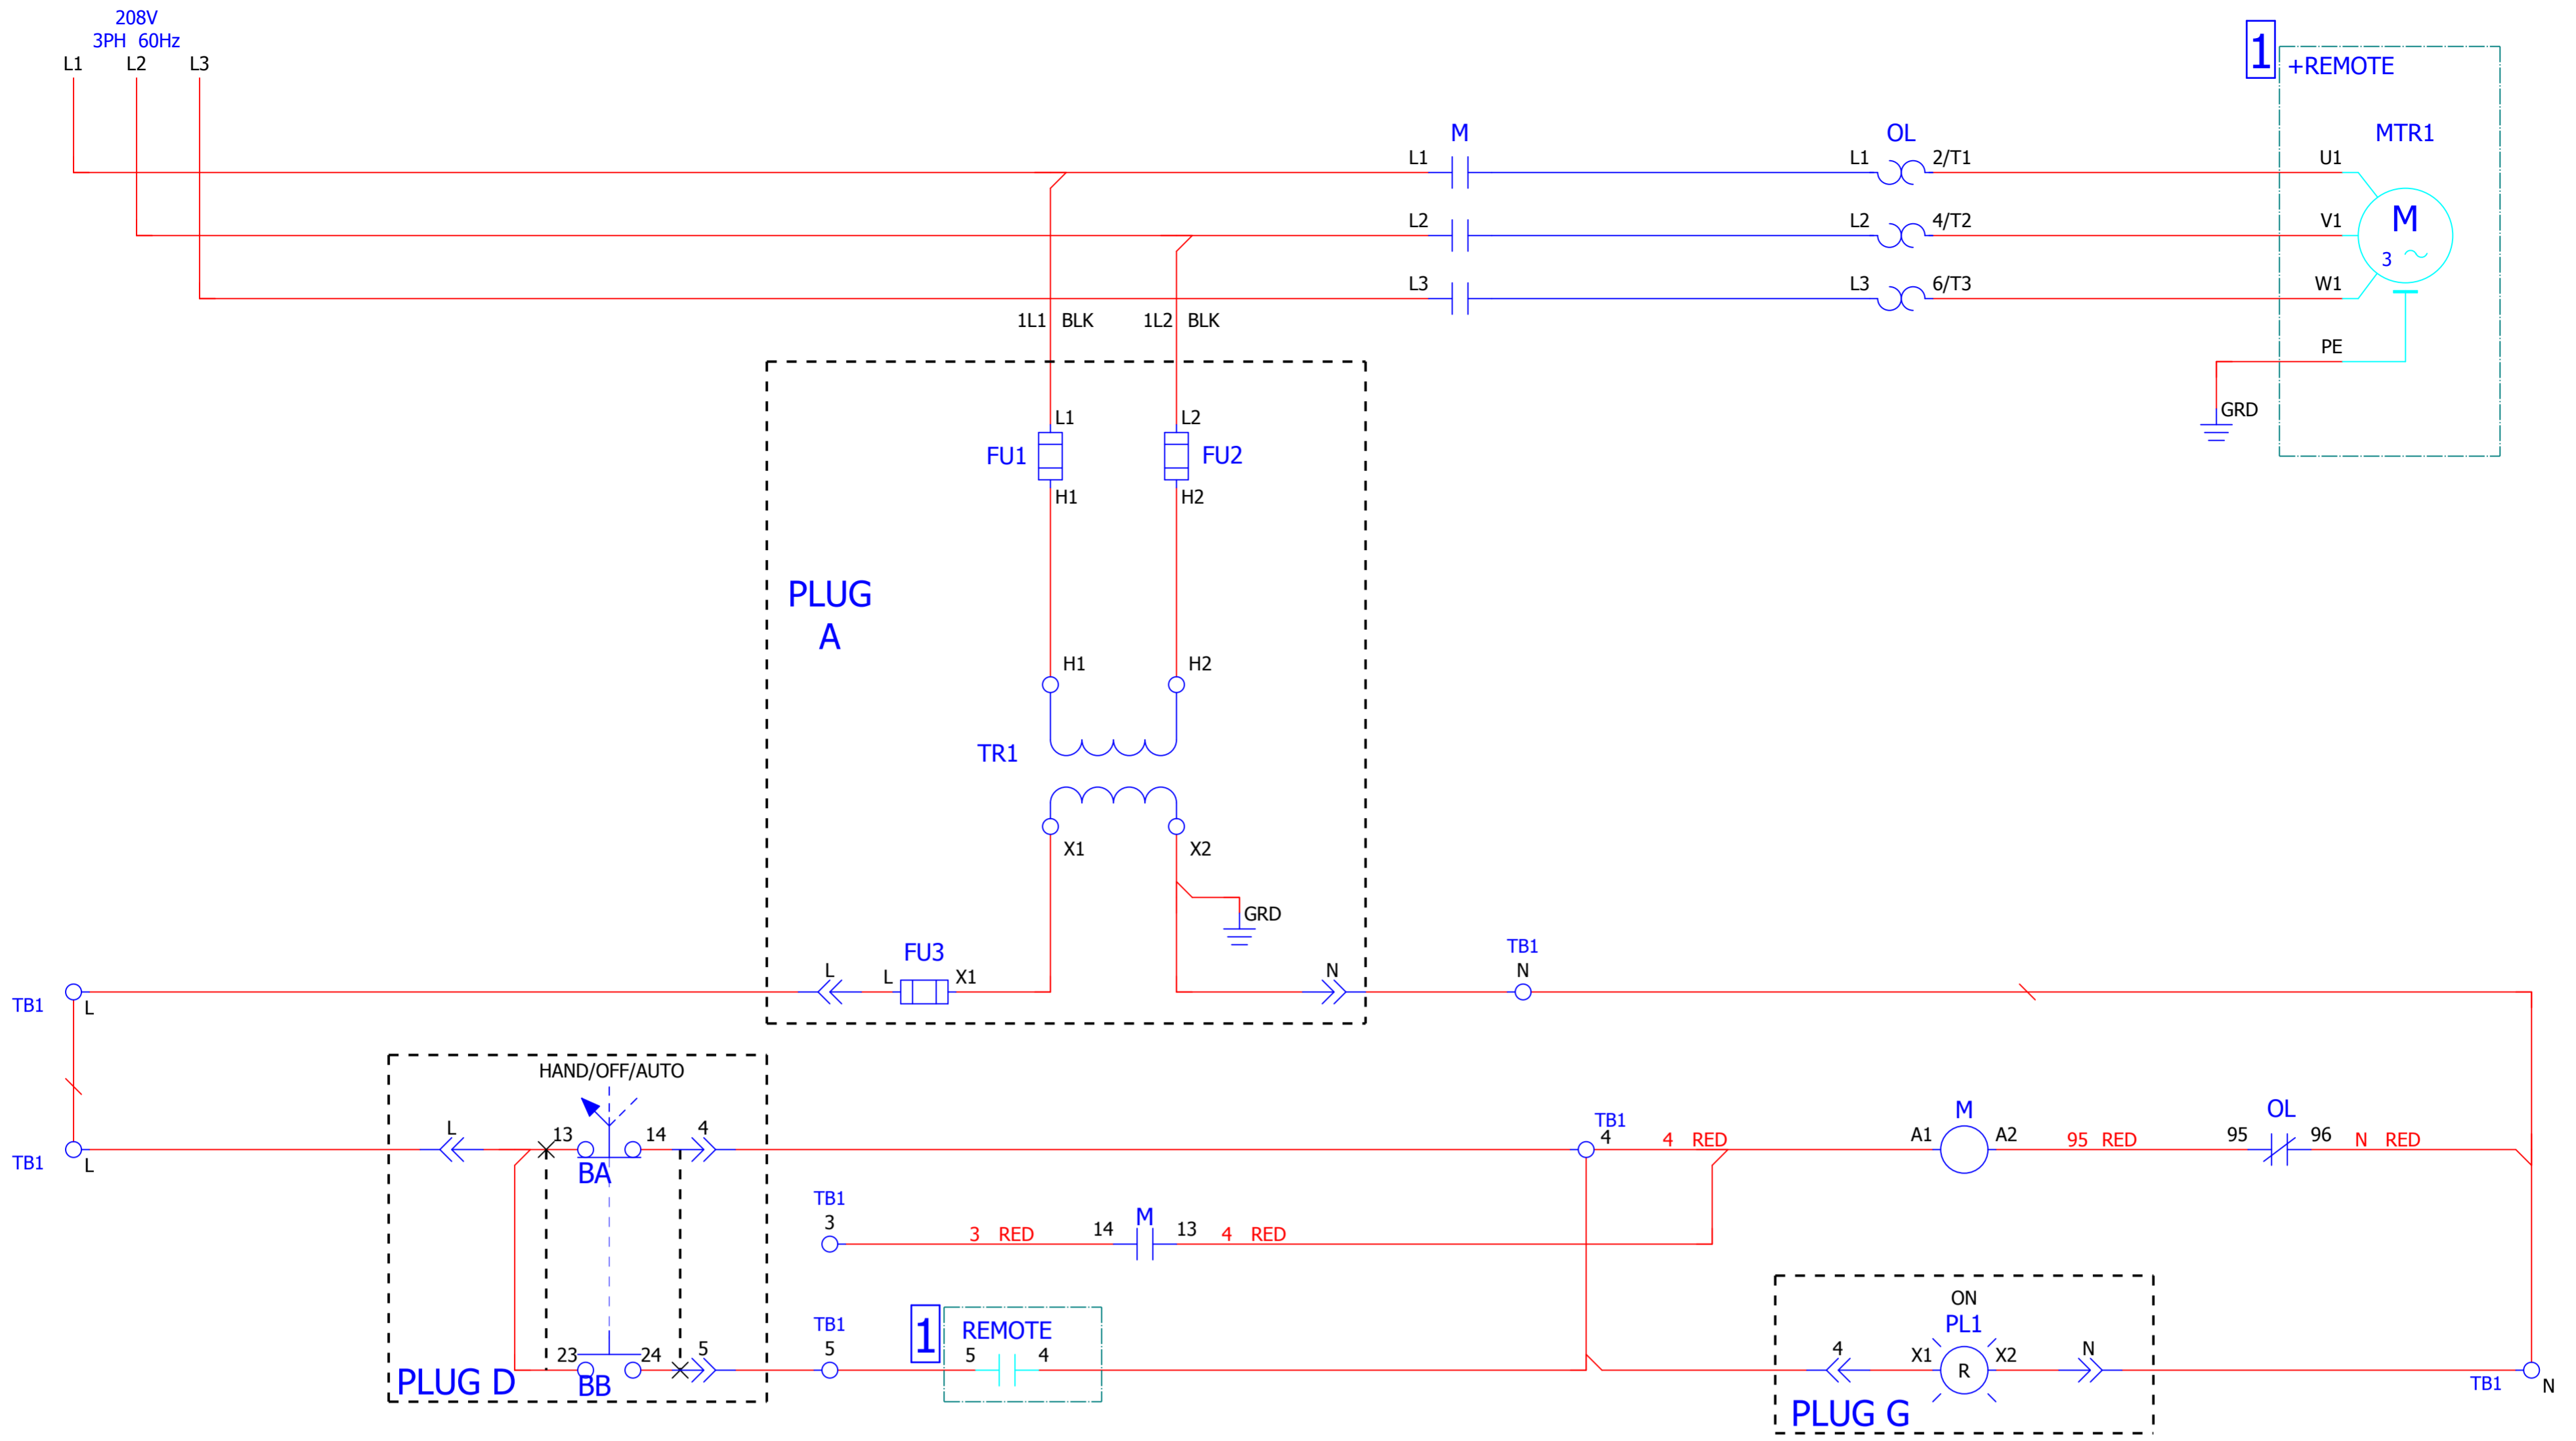 208V
3PH 60Hz
L1 L2 L3
1
+REMOTE
M
OL
MTR1
L1
L1 2/T1
U1
L2
L2 4/T2
V1
M
3
L3
L3 6/T3
W1
1L1 BLK
1L2 BLK
PE
GRD
L1
L2
FU1
FU2
H1
H2
PLUG
A
H1
H2
TR1
X1
X2
GRD
FU3
L
L
X1
N
TB1
N
TB1
L
HAND/OFF/AUTO
L
13
14
4
BA
TB1
L
TB1
4
4 RED
M
A1
A2
95 RED
OL
95
96
N RED
TB1
3
3 RED
14
M
13
4 RED
TB1
5
1
REMOTE
5
4
23
24
5
BB
PLUG D
ON
PL1
4
X1
R
X2
N
PLUG G
TB1
N